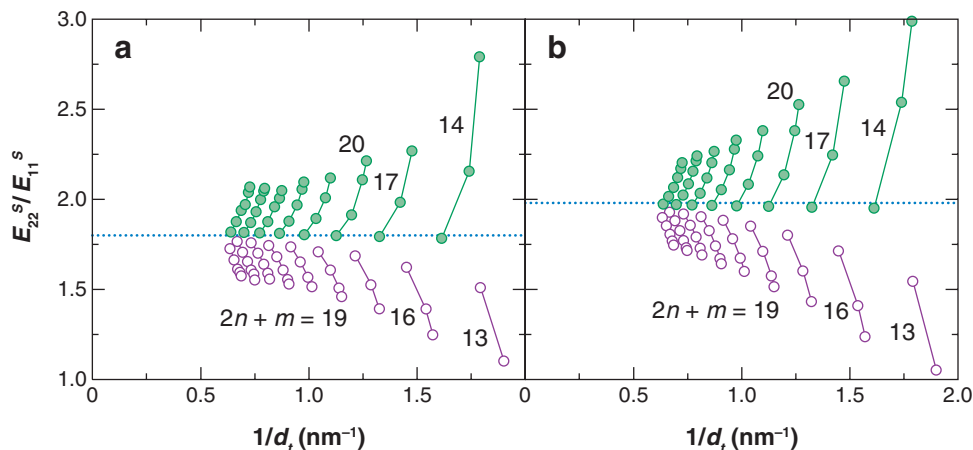 a
b
E₂₂ˢ/E₁₁ˢ
3.0
2.5
2.0
1.5
1.0
14
20
17
2n + m = 19
16
13
14
20
17
2n + m = 19
16
13
0 0.5 1.0 1.5 0 0.5 1.0 1.5 2.0
1/dₜ (nm⁻¹)
1/dₜ (nm⁻¹)